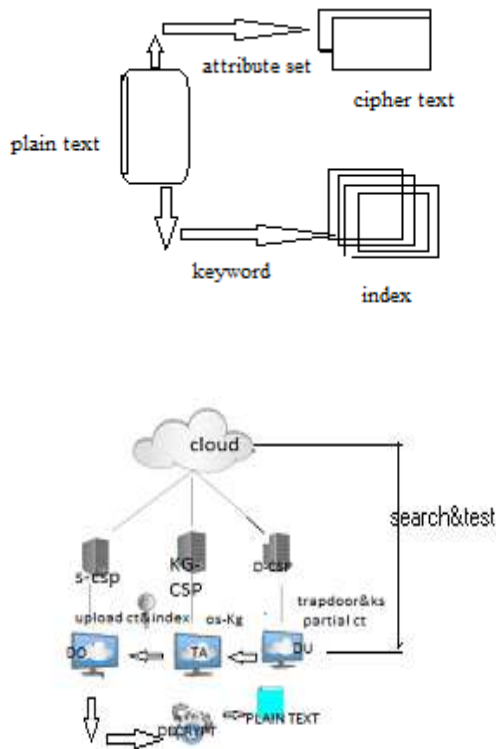 attribute set
cipher text
plain text
keyword
index
cloud
search&test
s-csp
KG-
CSP
D-CSP
trapdoor&ks
partial ct
upload ct&index
os-Kg
DO
TA
DU
DECRYPT
PLAIN TEXT